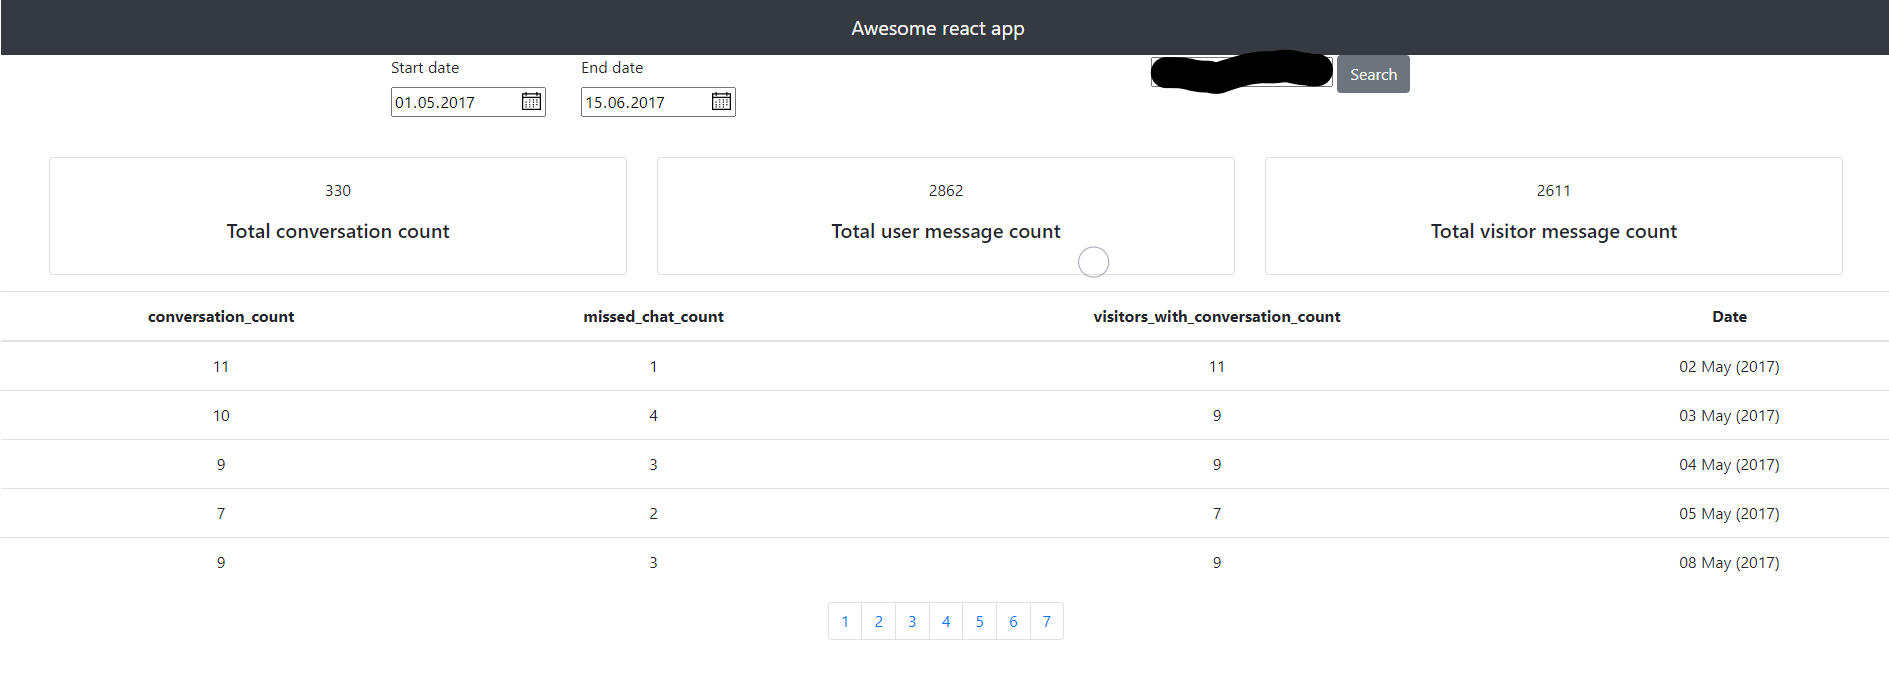 Awesome react app
Start date End date
01.05.2017 15.06.2017 Search
330 2862 2611
Total conversation count Total user message count Total visitor message count
conversation_count missed_chat_count visitors_with_conversation_count Date
11 1 11 02 May (2017)
10 4 9 03 May (2017)
9 3 9 04 May (2017)
7 2 7 05 May (2017)
9 3 9 08 May (2017)
1 2 3 4 5 6 7